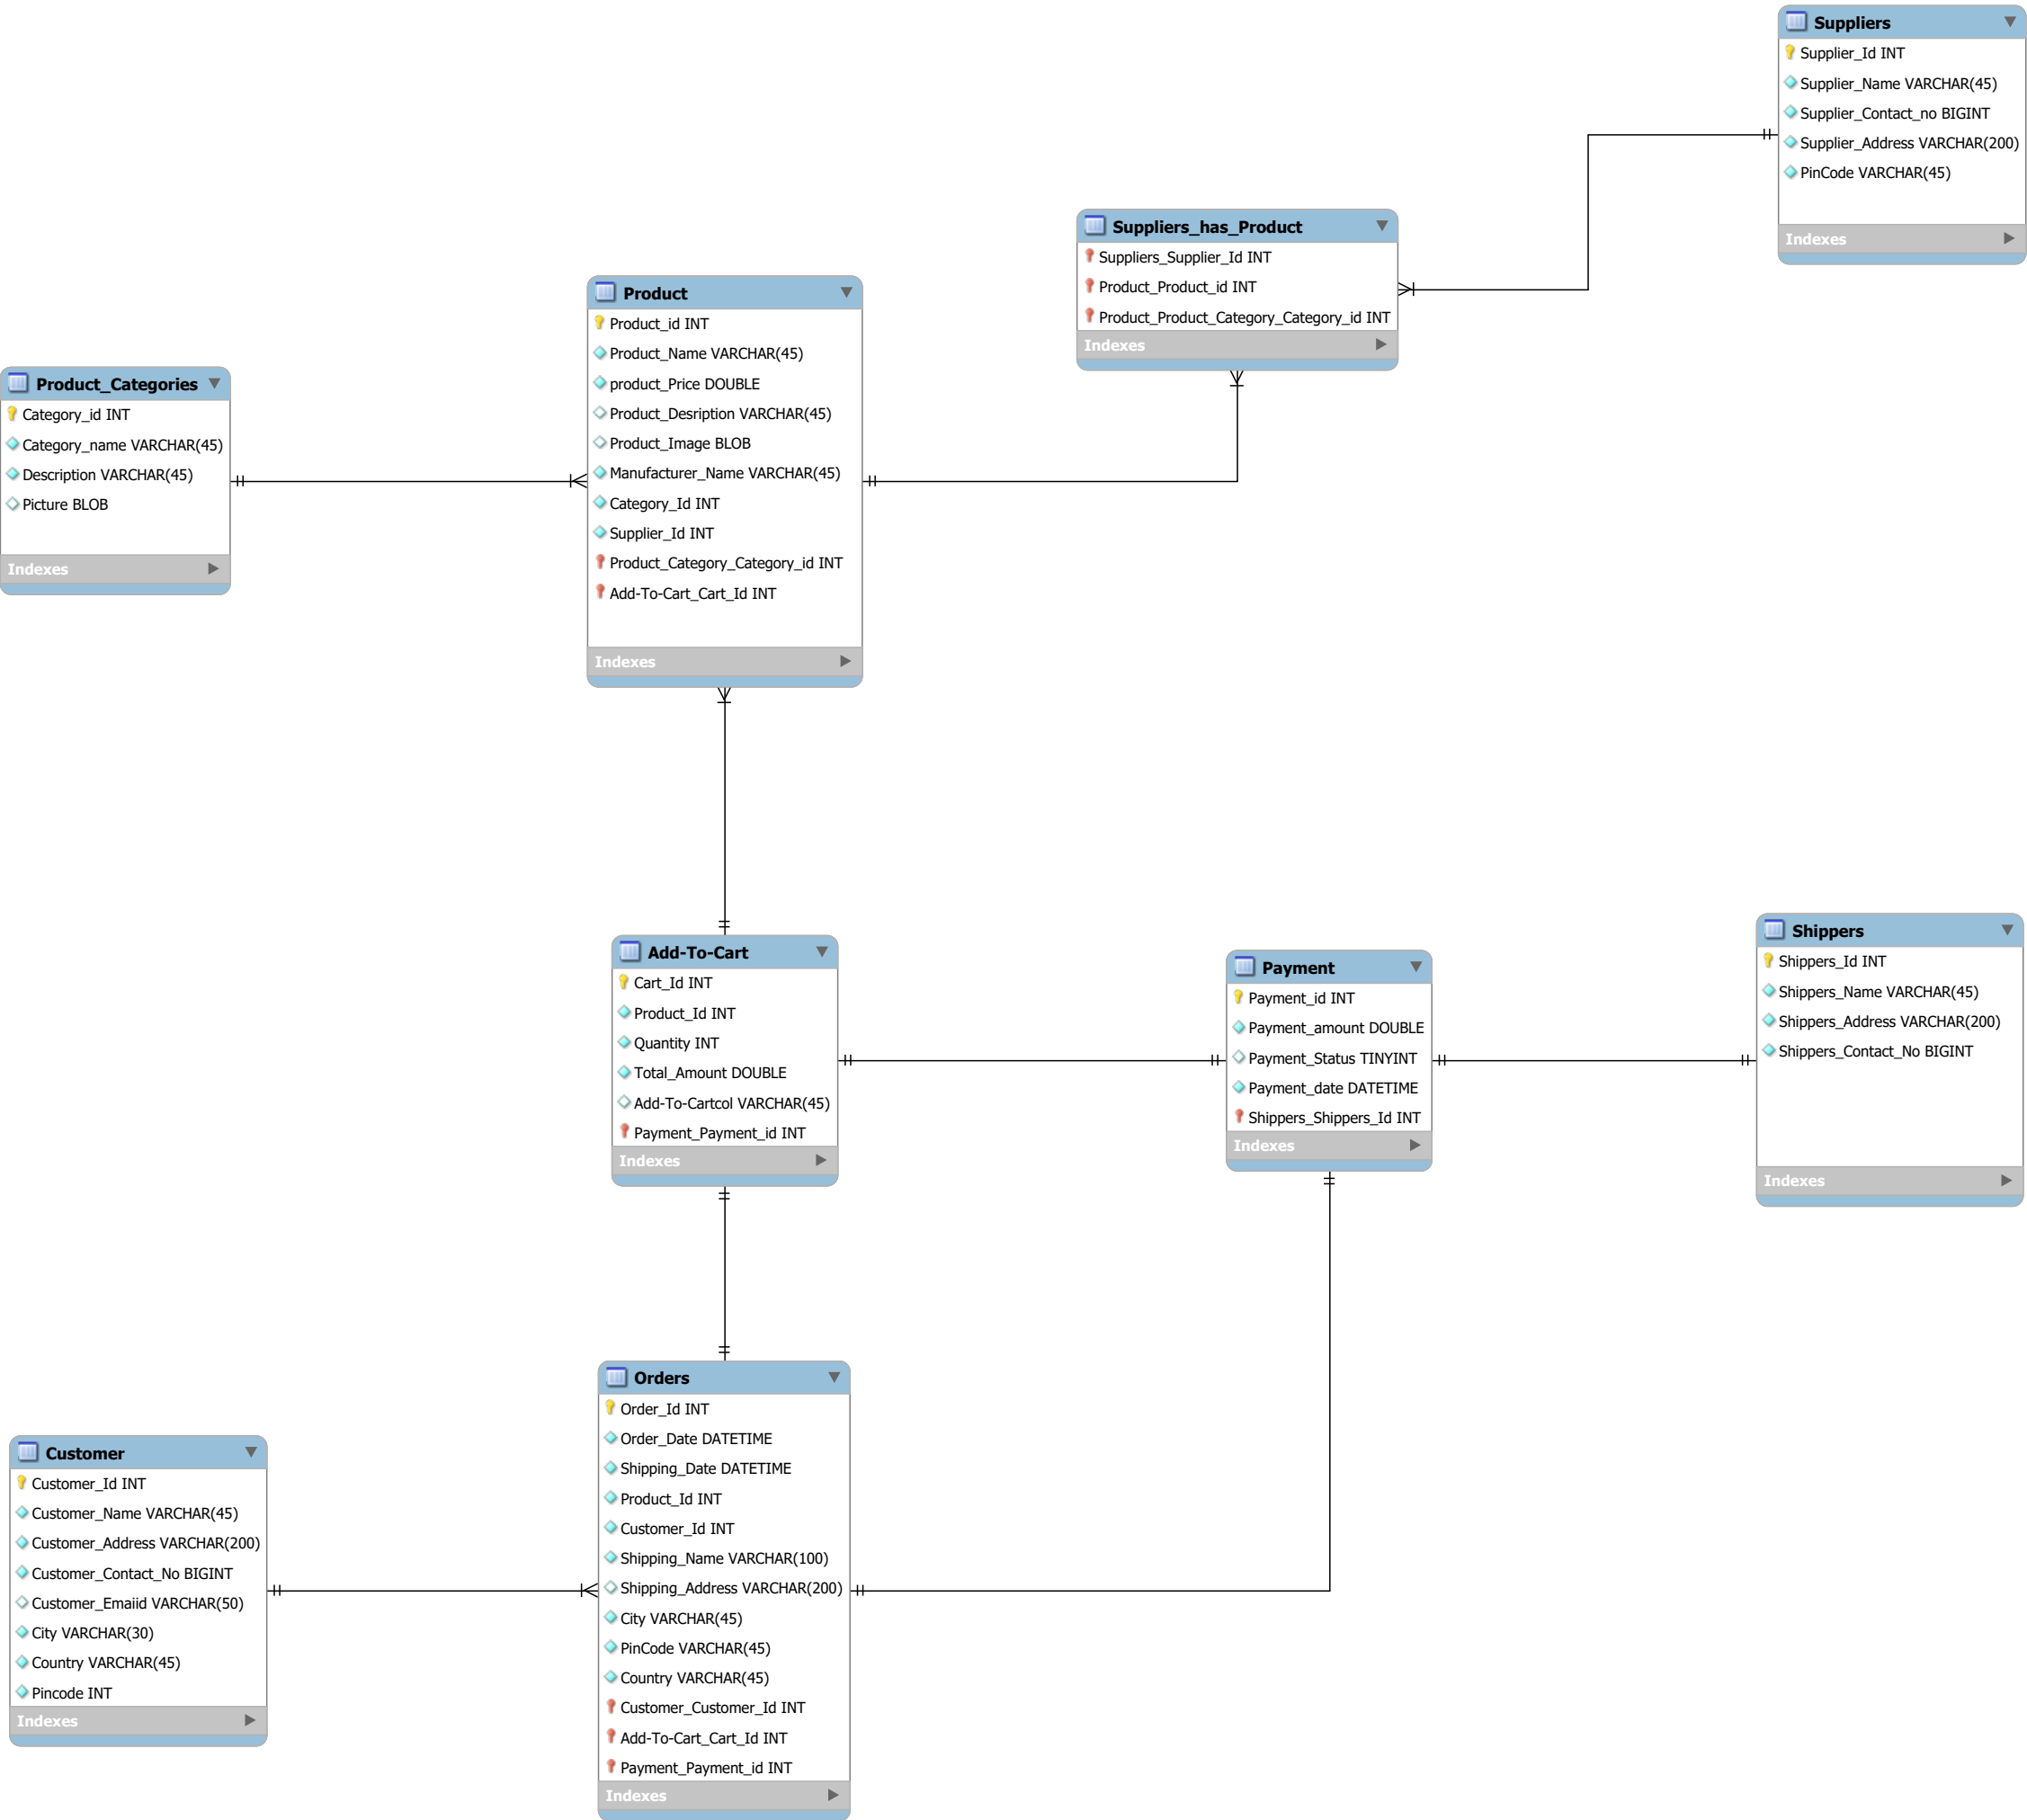 Suppliers
Supplier_Id INT
Supplier_Name VARCHAR(45)
Supplier_Contact_no BIGINT
Supplier_Address VARCHAR(200)
PinCode VARCHAR(45)
Indexes
Suppliers_has_Product
Suppliers_Supplier_Id INT
Product_Product_id INT
Product_Product_Category_Category_id INT
Indexes
Product
Product_id INT
Product_Name VARCHAR(45)
product_Price DOUBLE
Product_Desription VARCHAR(45)
Product_Image BLOB
Manufacturer_Name VARCHAR(45)
Category_Id INT
Supplier_Id INT
Product_Category_Category_id INT
Add-To-Cart_Cart_Id INT
Indexes
Product_Categories
Category_id INT
Category_name VARCHAR(45)
Description VARCHAR(45)
Picture BLOB
Indexes
Add-To-Cart
Cart_Id INT
Product_Id INT
Quantity INT
Total_Amount DOUBLE
Add-To-Cartcol VARCHAR(45)
Payment_Payment_id INT
Indexes
Payment
Payment_id INT
Payment_amount DOUBLE
Payment_Status TINYINT
Payment_date DATETIME
Shippers_Shippers_Id INT
Indexes
Shippers
Shippers_Id INT
Shippers_Name VARCHAR(45)
Shippers_Address VARCHAR(200)
Shippers_Contact_No BIGINT
Indexes
Orders
Order_Id INT
Order_Date DATETIME
Shipping_Date DATETIME
Product_Id INT
Customer_Id INT
Shipping_Name VARCHAR(100)
Shipping_Address VARCHAR(200)
City VARCHAR(45)
PinCode VARCHAR(45)
Country VARCHAR(45)
Customer_Customer_Id INT
Add-To-Cart_Cart_Id INT
Payment_Payment_id INT
Indexes
Customer
Customer_Id INT
Customer_Name VARCHAR(45)
Customer_Address VARCHAR(200)
Customer_Contact_No BIGINT
Customer_Emaiid VARCHAR(50)
City VARCHAR(30)
Country VARCHAR(45)
Pincode INT
Indexes